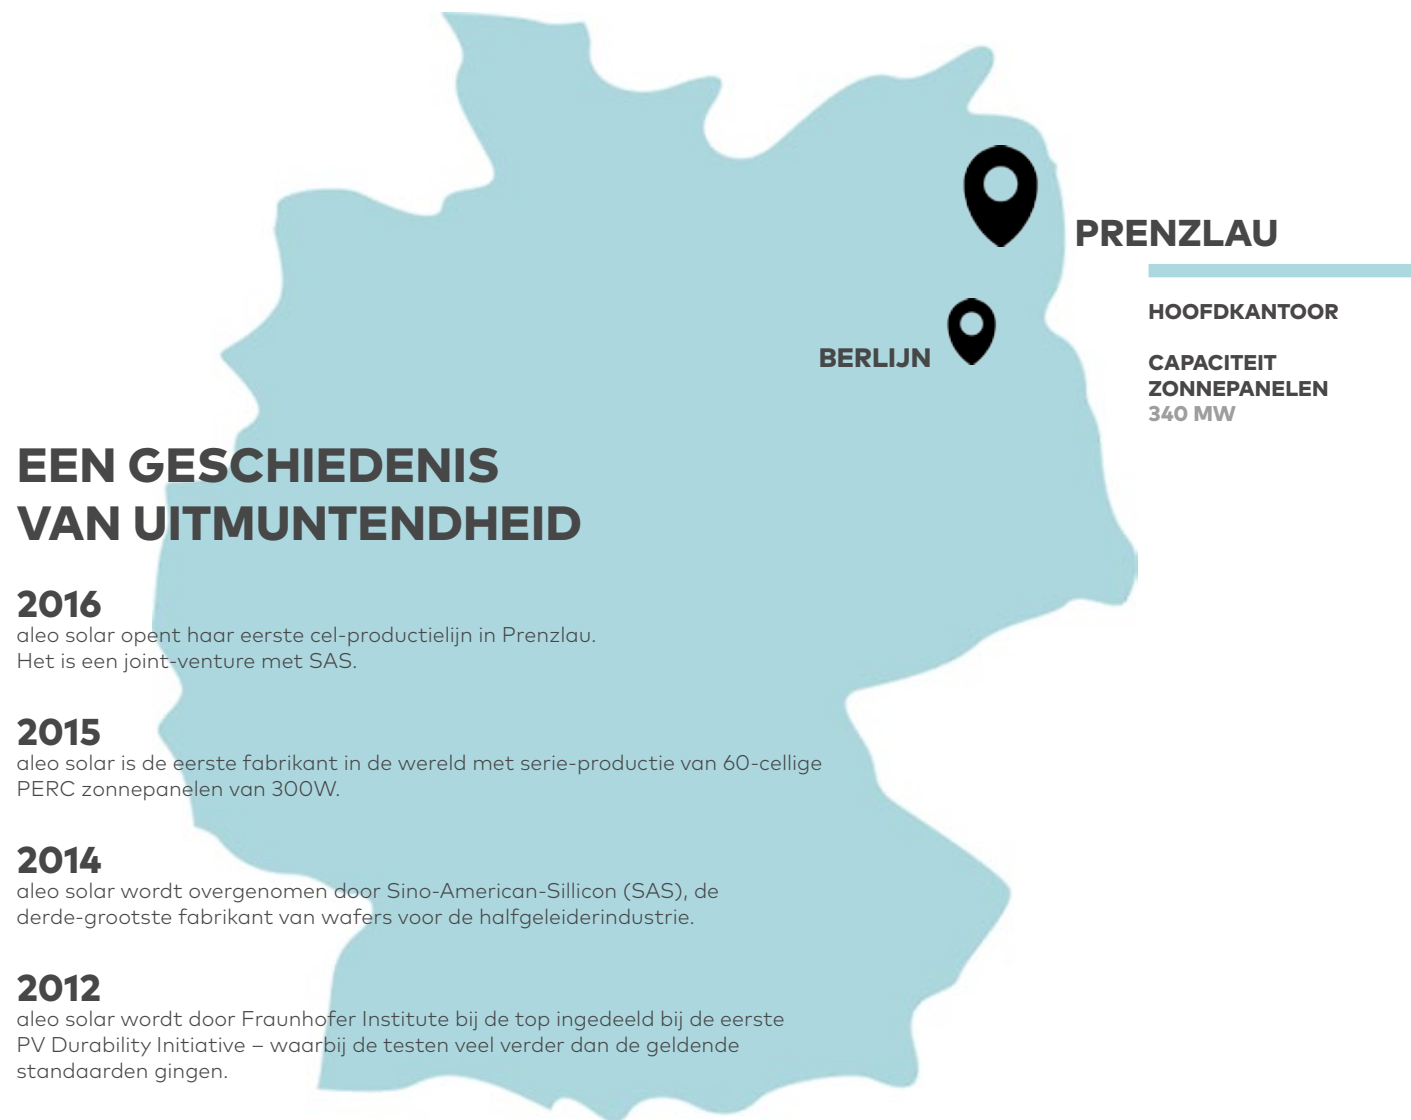 PRENZLAU
HOOFDKANTOOR
CAPACITEIT
ZONNEPANELEN
340 MW
BERLIJN
EEN GESCHIEDENIS
VAN UITMUNTENDHEID
2016
aleo solar opent haar eerste cel-productielijn in Prenzlau.
Het is een joint-venture met SAS.
2015
aleo solar is de eerste fabrikant in de wereld met serie-productie van 60-cellige
PERC zonnepanelen van 300W.
2014
aleo solar wordt overgenomen door Sino-American-Sillicon (SAS), de
derde-grootste fabrikant van wafers voor de halfgeleiderindustrie.
2012
aleo solar wordt door Fraunhofer Institute bij de top ingedeeld bij de eerste
PV Durability Initiative – waarbij de testen veel verder dan de geldende
standaarden gingen.